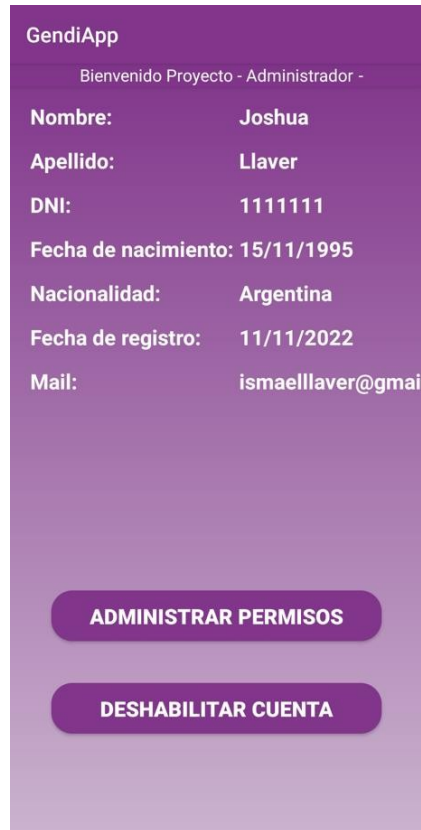 GendiApp
Bienvenido Proyecto - Administrador -
Nombre: Joshua
Apellido: Llaver
DNI: 1111111
Fecha de nacimiento: 15/11/1995
Nacionalidad: Argentina
Fecha de registro: 11/11/2022
Mail: ismaelllaver@gmai
ADMINISTRAR PERMISOS
DESHABILITAR CUENTA